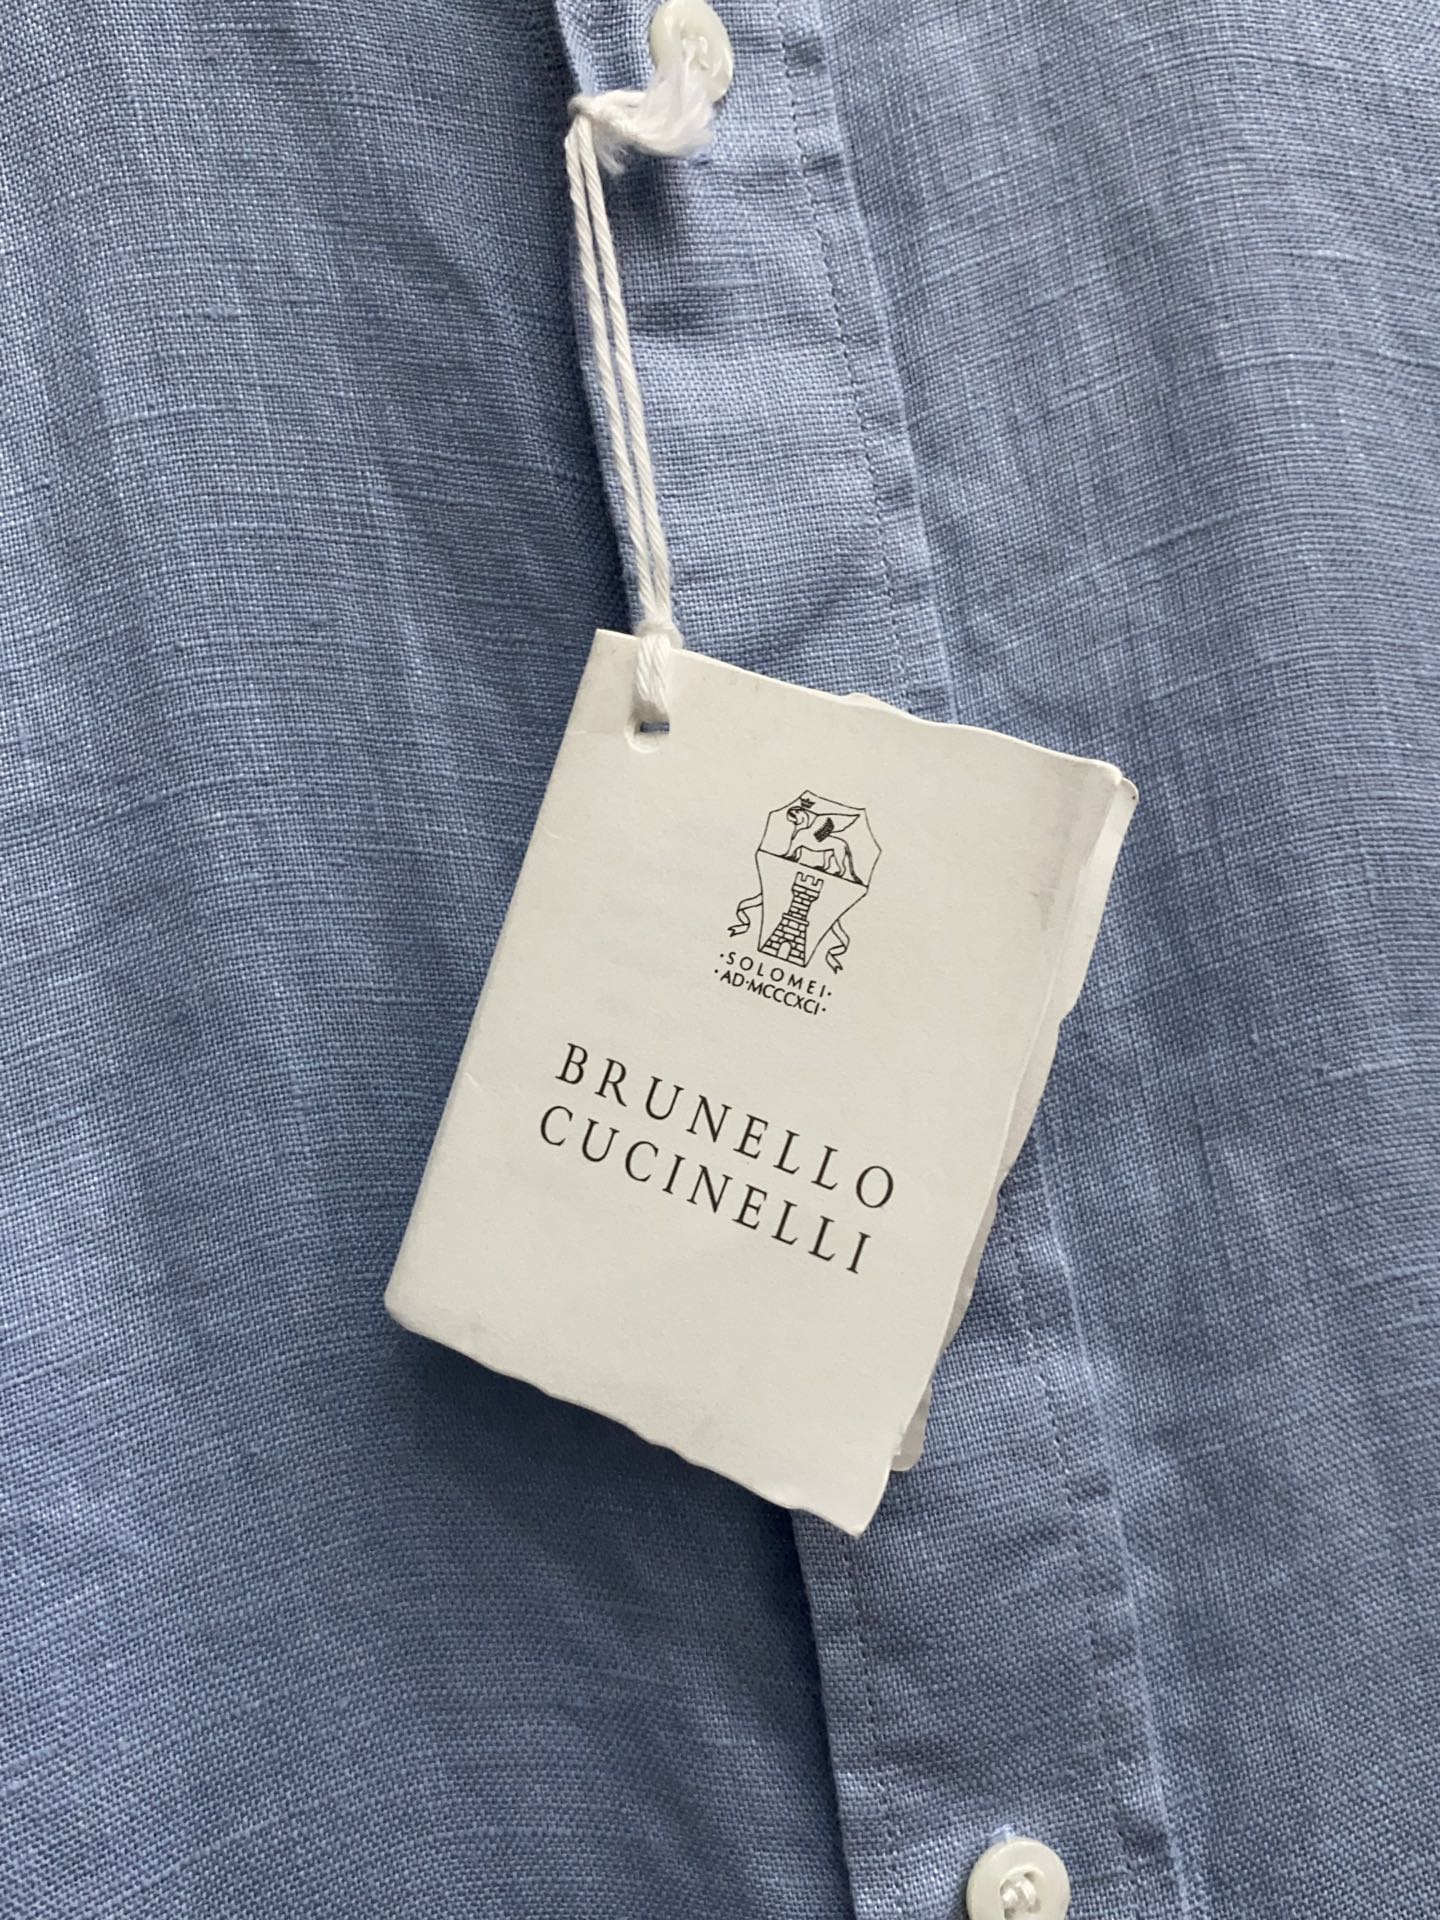 ·SOLOMEI·
·AD·MCCCXCI·
BRUNELLO
CUCINELLI